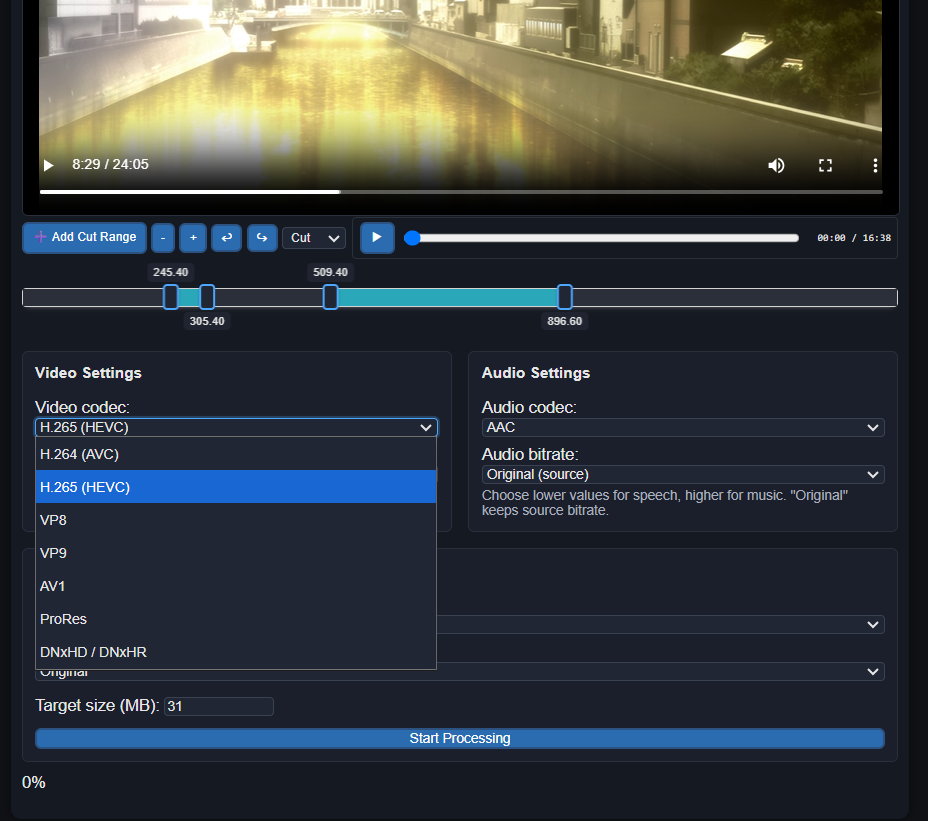 8:29 / 24:05
+ Add Cut Range
-
+
Cut
00:00 / 16:38
245.40
509.40
305.40
896.60
Video Settings
Video codec:
H.265 (HEVC)
H.264 (AVC)
H.265 (HEVC)
VP8
VP9
AV1
ProRes
DNxHD / DNxHR
Audio Settings
Audio codec:
AAC
Audio bitrate:
Original (source)
Choose lower values for speech, higher for music. "Original"
keeps source bitrate.
Original
Target size (MB): 31
Start Processing
0%